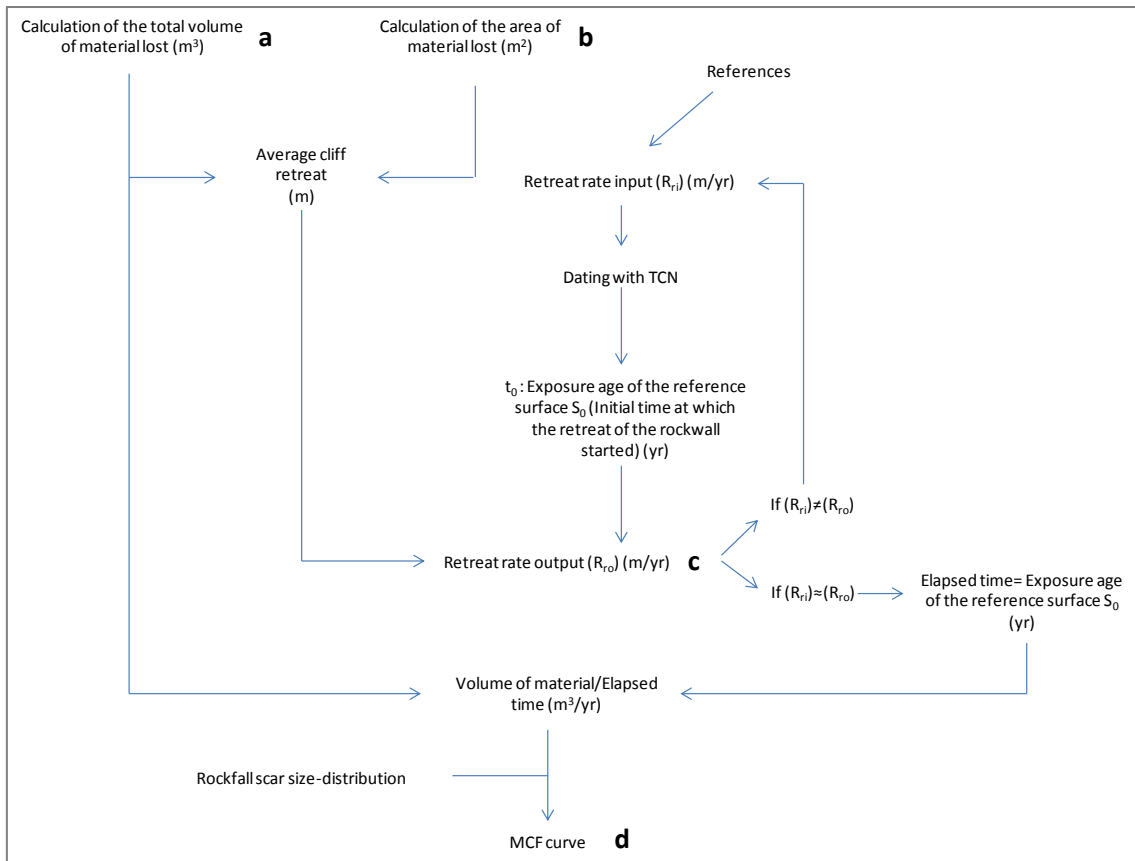 Calculation of the total volume
of material lost (m³)
a
Calculation of the area of
material lost (m²)
b
References
Average cliff
retreat
(m)
Retreat rate input (Rri) (m/yr)
Dating with TCN
t₀ : Exposure age of the reference
surface S₀ (Initial time at which
the retreat of the rockwall
started) (yr)
If (Rri)≠(Rro)
Retreat rate output (Rro) (m/yr)
c
If (Rri)≈(Rro)
Elapsed time= Exposure age
of the reference surface S₀
(yr)
Volume of material/Elapsed
time (m³/yr)
Rockfall scar size-distribution
MCF curve
d